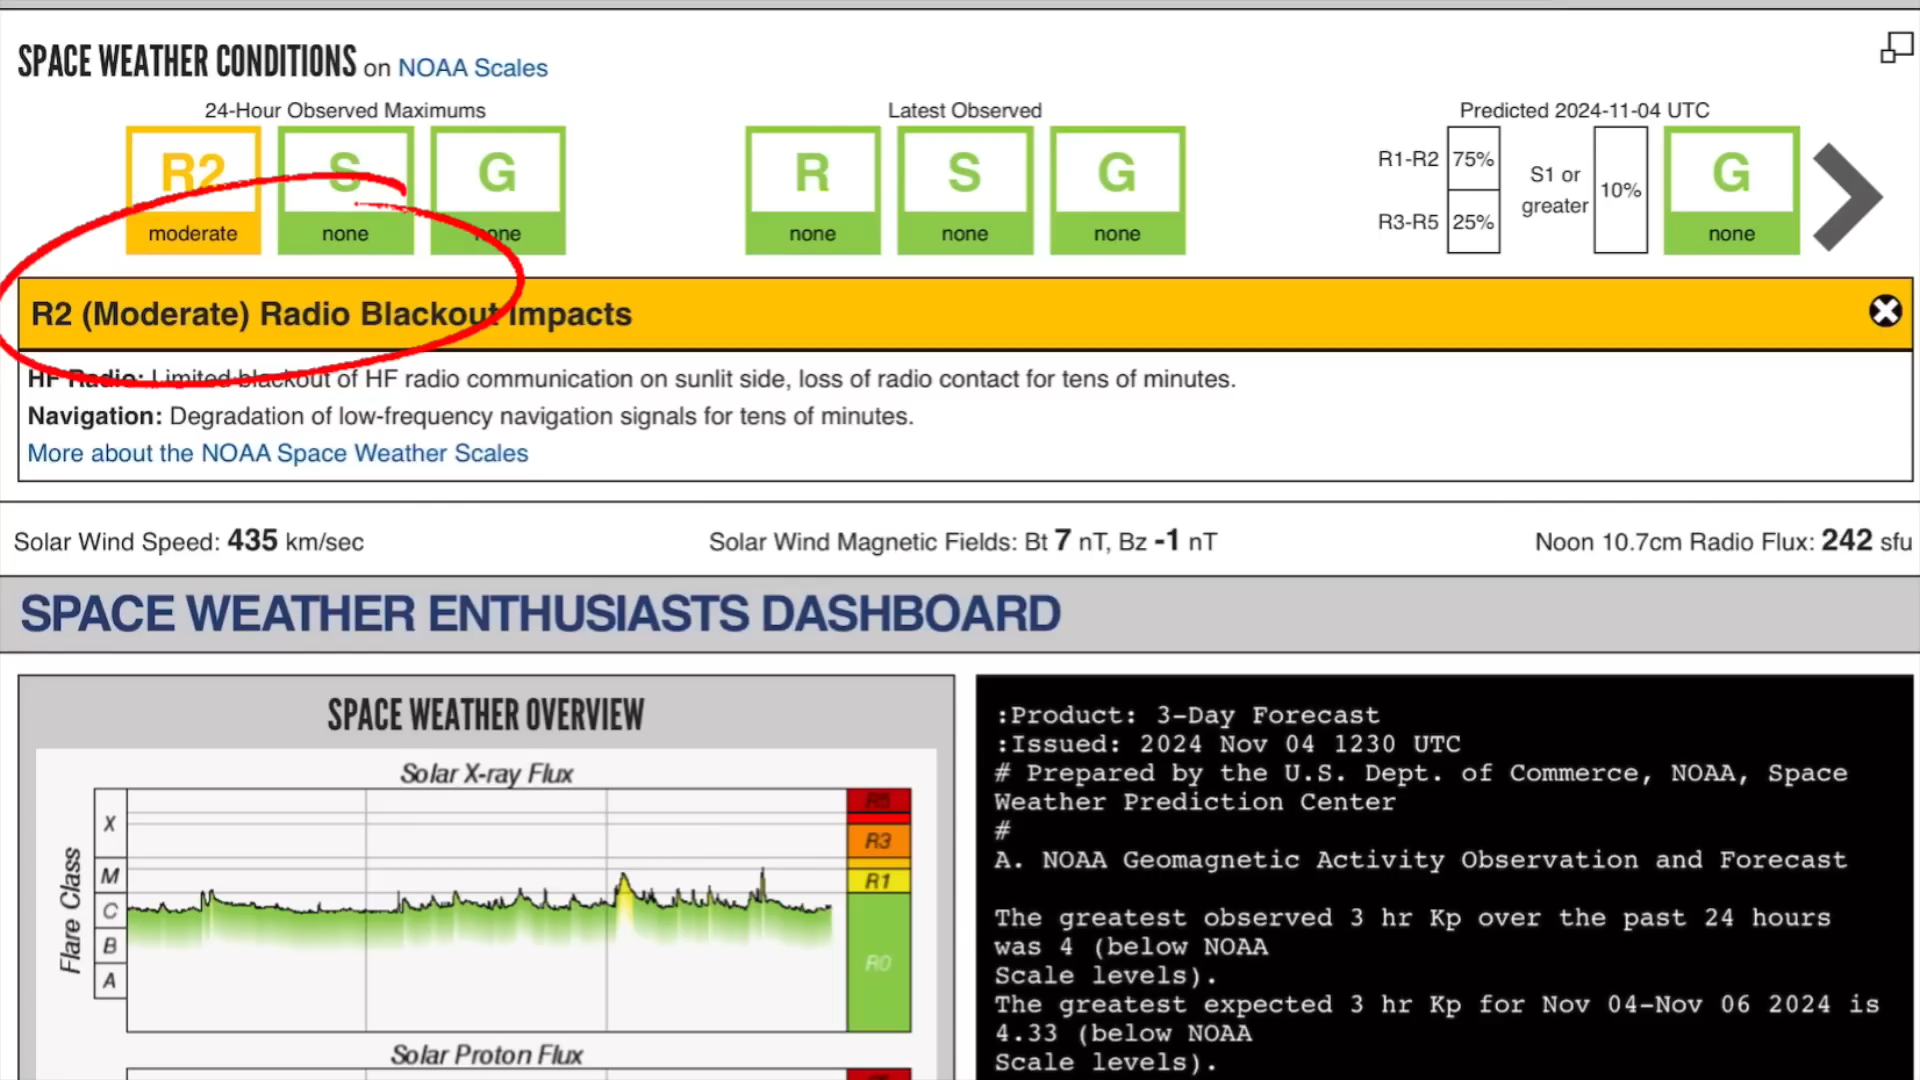 SPACE WEATHER CONDITIONS on NOAA Scales
24-Hour Observed Maximums
R2
moderate
S
none
G
none
Latest Observed
R
none
S
none
G
none
Predicted 2024-11-04 UTC
R1-R2 75%
R3-R5 25%
S1 or greater 10%
G
none
R2 (Moderate) Radio Blackout Impacts
HF Radio: Limited blackout of HF radio communication on sunlit side, loss of radio contact for tens of minutes.
Navigation: Degradation of low-frequency navigation signals for tens of minutes.
More about the NOAA Space Weather Scales
Solar Wind Speed: 435 km/sec
Solar Wind Magnetic Fields: Bt 7 nT, Bz -1 nT
Noon 10.7cm Radio Flux: 242 sfu
SPACE WEATHER ENTHUSIASTS DASHBOARD
SPACE WEATHER OVERVIEW
Solar X-ray Flux
Flare Class
X
M
C
B
A
R5
R3
R1
R0
Solar Proton Flux
:Product: 3-Day Forecast
:Issued: 2024 Nov 04 1230 UTC
# Prepared by the U.S. Dept. of Commerce, NOAA, Space
Weather Prediction Center
#
A. NOAA Geomagnetic Activity Observation and Forecast
The greatest observed 3 hr Kp over the past 24 hours
was 4 (below NOAA
Scale levels).
The greatest expected 3 hr Kp for Nov 04-Nov 06 2024 is
4.33 (below NOAA
Scale levels).